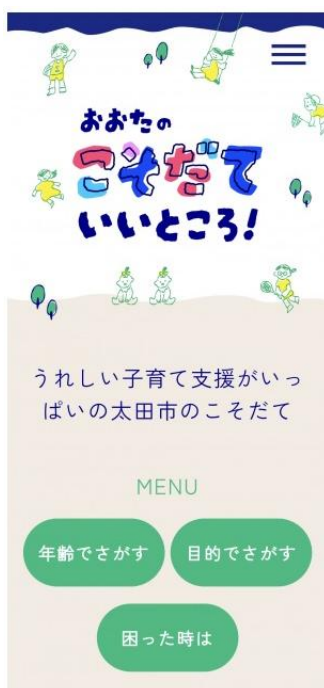 おおたの
こそだて
いいところ!
うれしい子育て支援がいっ
ぱいの太田市のこそだて
MENU
年齢でさがす
目的でさがす
困った時は